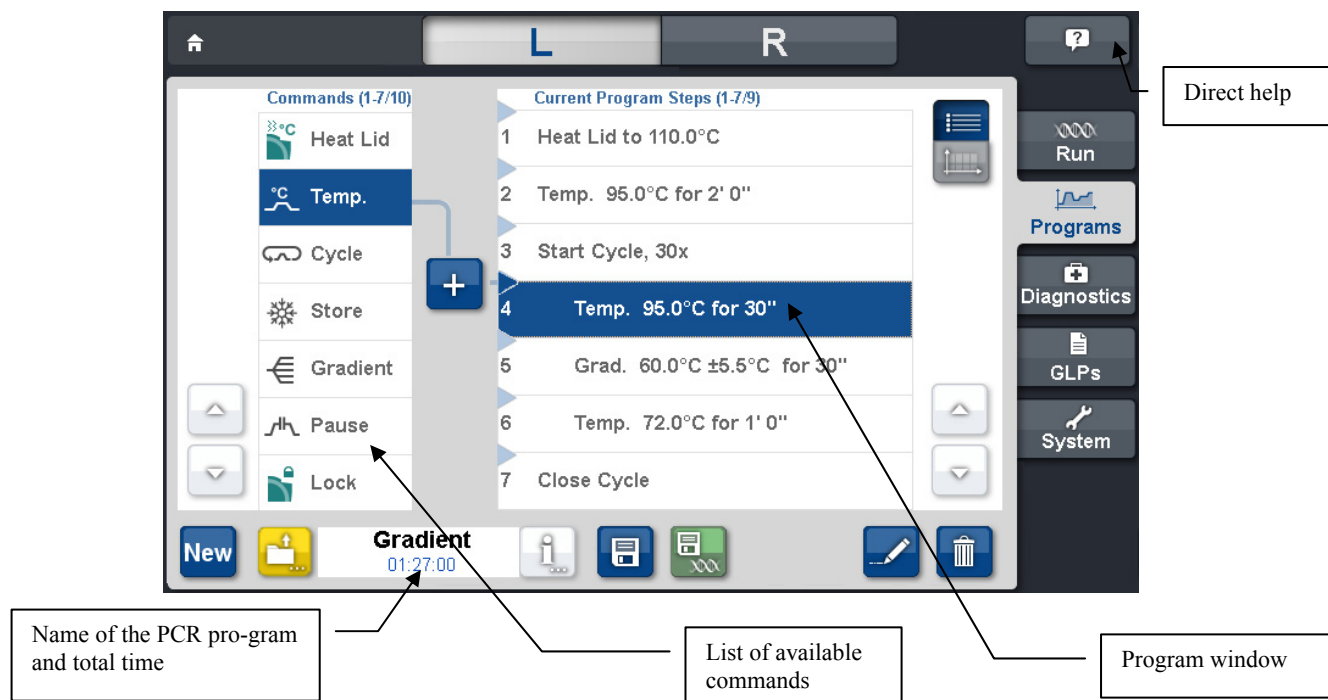 L
R
?
Direct help
Commands (1-7/10)
Current Program Steps (1-7/9)
°C Heat Lid
1 Heat Lid to 110.0°C
Run
°C Temp.
2 Temp. 95.0°C for 2' 0"
Programs
Cycle
3 Start Cycle, 30x
+
Diagnostics
Store
4 Temp. 95.0°C for 30"
Gradient
5 Grad. 60.0°C ±5.5°C for 30"
GLPs
Pause
6 Temp. 72.0°C for 1' 0"
System
Lock
7 Close Cycle
New
...
Gradient
01:27:00
i...
Name of the PCR pro-gram
and total time
List of available
commands
Program window